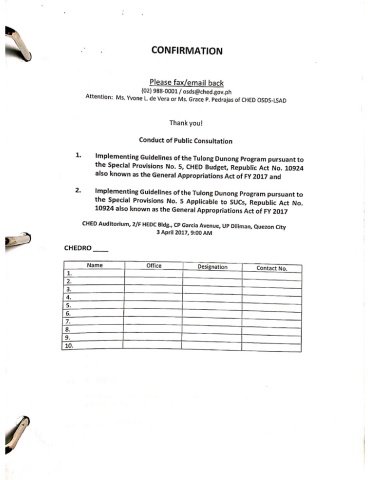 CONFIRMATION
Please fax/email back
(02) 988-0001 / osds@ched.gov.ph
Attention: Ms. Yvone L. de Vera or Ms. Grace P. Pedrajas of CHED OSDS-LSAD
Thank you!
Conduct of Public Consultation
1. Implementing Guidelines of the Tulong Dunong Program pursuant to
the Special Provisions No. 5, CHED Budget, Republic Act No. 10924
also known as the General Appropriations Act of FY 2017 and
2. Implementing Guidelines of the Tulong Dunong Program pursuant to
the Special Provisions No. 5 Applicable to SUCs, Republic Act No.
10924 also known as the General Appropriations Act of FY 2017
CHED Auditorium, 2/F HEDC Bldg., CP Garcia Avenue, UP Diliman, Quezon City
3 April 2017, 9:00 AM
CHEDRO ____
Name Office Designation Contact No.
1.
2.
3.
4.
5.
6.
7.
8.
9.
10.